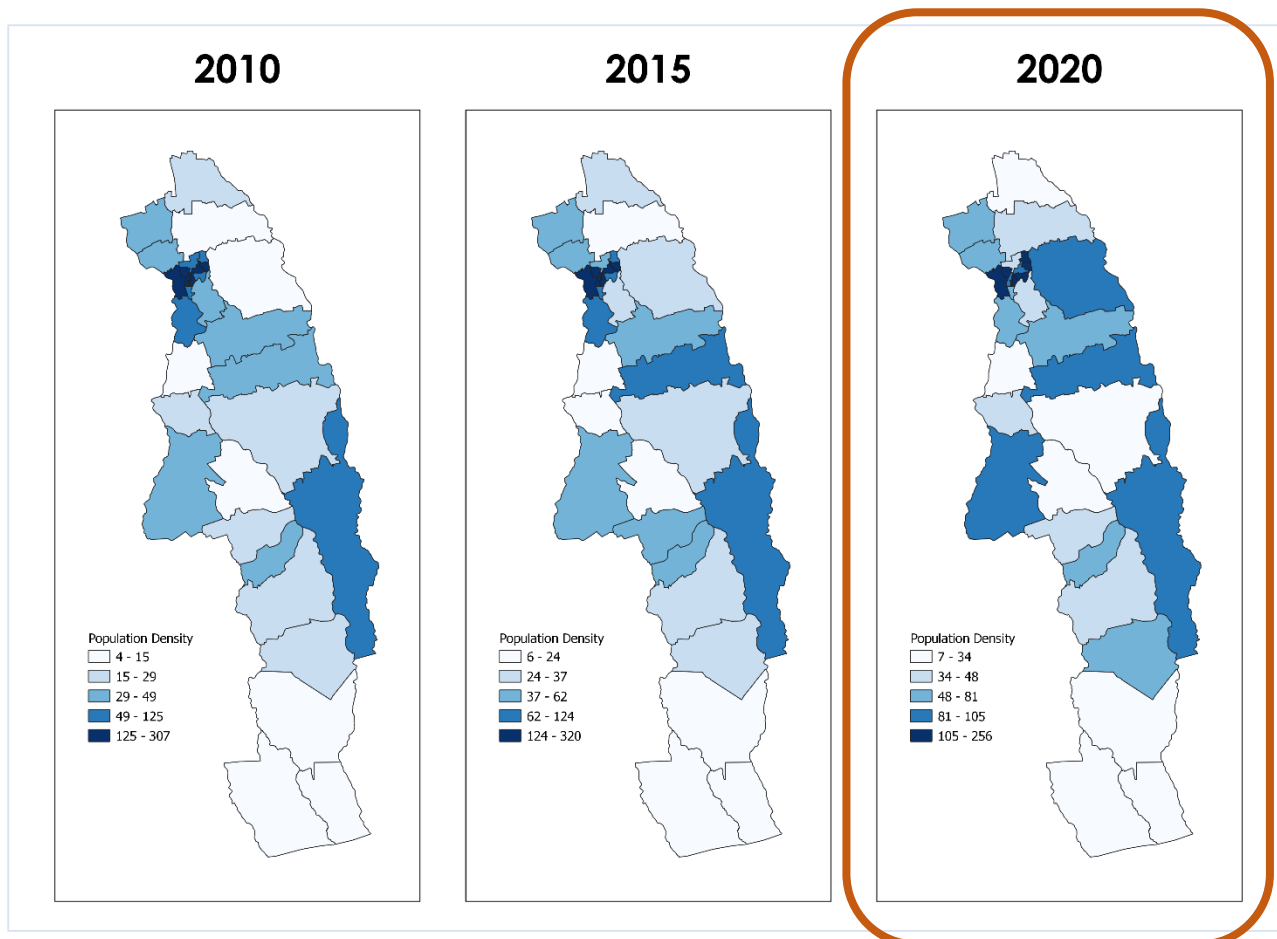 2010
2015
2020
Population Density
4 - 15
15 - 29
29 - 49
49 - 125
125 - 307
Population Density
6 - 24
24 - 37
37 - 62
62 - 124
124 - 320
Population Density
7 - 34
34 - 48
48 - 81
81 - 105
105 - 256